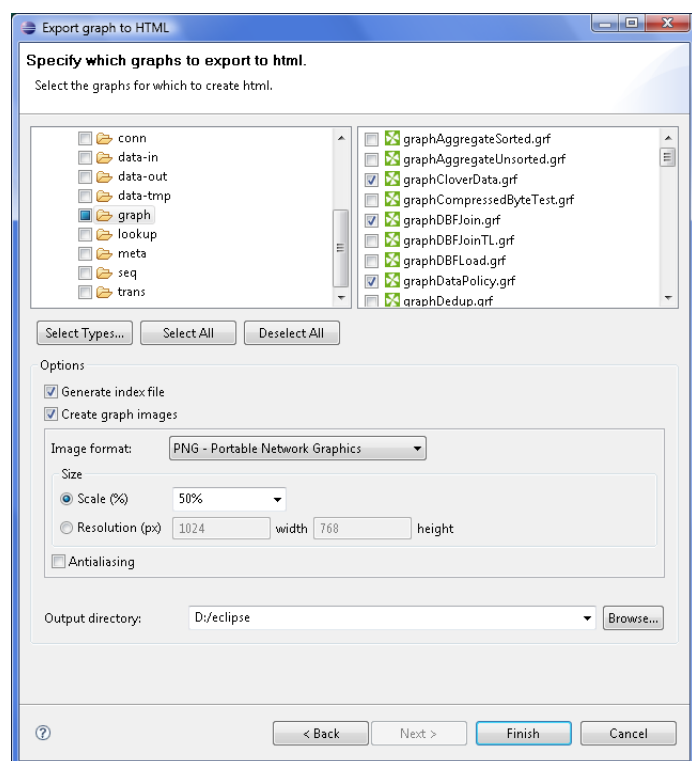 Export graph to HTML
Specify which graphs to export to html.
Select the graphs for which to create html.
conn
data-in
data-out
data-tmp
graph
lookup
meta
seq
trans
graphAggregateSorted.grf
graphAggregateUnsorted.grf
graphCloverData.grf
graphCompressedByteTest.grf
graphDBFJoin.grf
graphDBFJoinTL.grf
graphDBFLoad.grf
graphDataPolicy.grf
graphDedup.grf
Select Types... Select All Deselect All
Options
Generate index file
Create graph images
Image format: PNG - Portable Network Graphics
Size
Scale (%) 50%
Resolution (px) 1024 width 768 height
Antialiasing
Output directory: D:/eclipse Browse...
? < Back Next > Finish Cancel